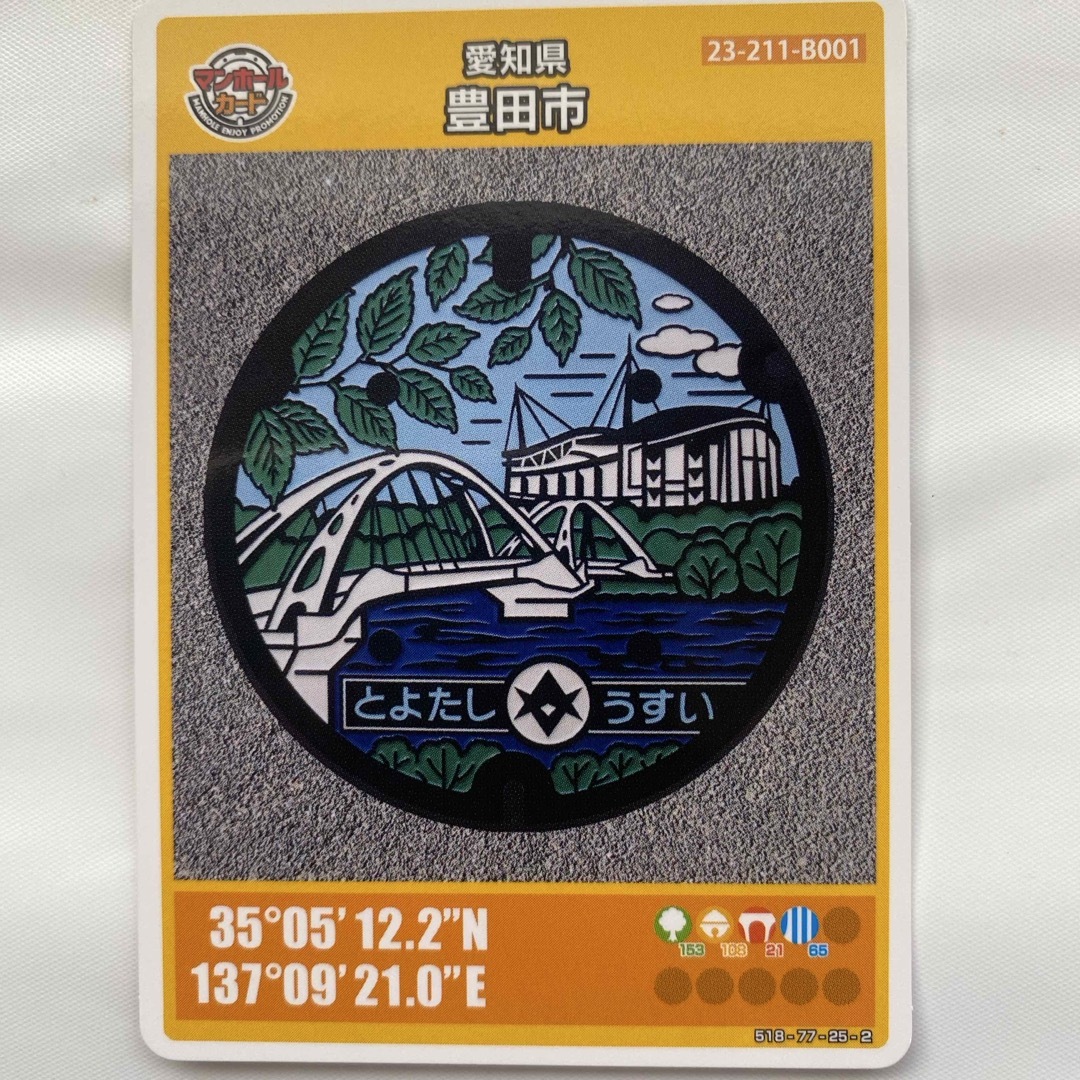 マンホール
カード
MANHOLE ENJOY PROMOTION
愛知県
豊田市
23-211-B001
とよたし うすい
35°05'12.2"N
137°09'21.0"E
153 108 21 65
518-77-25-2